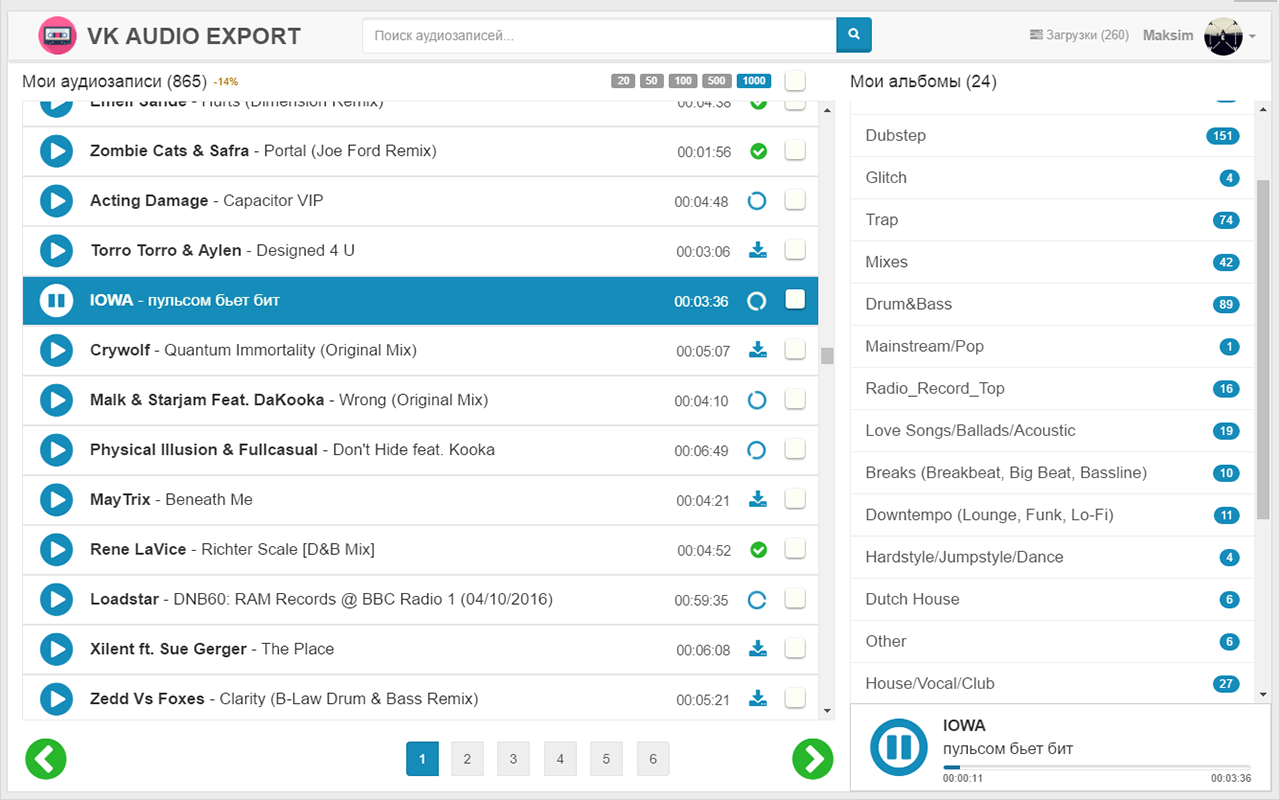 VK AUDIO EXPORT
Поиск аудиозаписей...
Загрузки (260)
Maksim
Мои аудиозаписи (865) -14%
20 50 100 500 1000
Emeli Sande - Hurts (Dimension Remix) 00:04:38
Zombie Cats & Safra - Portal (Joe Ford Remix) 00:01:56
Acting Damage - Capacitor VIP 00:04:48
Torro Torro & Aylen - Designed 4 U 00:03:06
IOWA - пульсом бьет бит 00:03:36
Crywolf - Quantum Immortality (Original Mix) 00:05:07
Malk & Starjam Feat. DaKooka - Wrong (Original Mix) 00:04:10
Physical Illusion & Fullcasual - Don't Hide feat. Kooka 00:06:49
MayTrix - Beneath Me 00:04:21
Rene LaVice - Richter Scale [D&B Mix] 00:04:52
Loadstar - DNB60: RAM Records @ BBC Radio 1 (04/10/2016) 00:59:35
Xilent ft. Sue Gerger - The Place 00:06:08
Zedd Vs Foxes - Clarity (B-Law Drum & Bass Remix) 00:05:21
1 2 3 4 5 6
Мои альбомы (24)
Dubstep 151
Glitch 4
Trap 74
Mixes 42
Drum&Bass 89
Mainstream/Pop 1
Radio_Record_Top 16
Love Songs/Ballads/Acoustic 19
Breaks (Breakbeat, Big Beat, Bassline) 10
Downtempo (Lounge, Funk, Lo-Fi) 11
Hardstyle/Jumpstyle/Dance 4
Dutch House 6
Other 6
House/Vocal/Club 27
IOWA
пульсом бьет бит
00:00:11 00:03:36